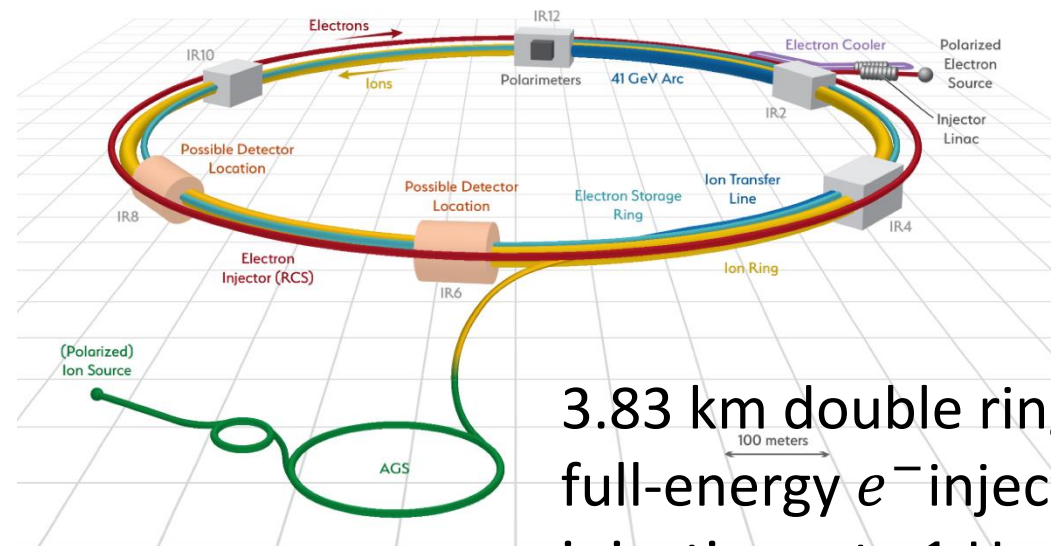 IR12
Electrons
IR10
Electron Cooler
Polarized
Electron
Source
Ions
Polarimeters
41 GeV Arc
IR2
Injector
Linac
Possible Detector
Location
Possible Detector
Location
Ion Transfer
Line
Electron Storage
Ring
IR8
IR4
Electron
Injector (RCS)
Ion Ring
IR6
(Polarized)
Ion Source
3.83 km double rin
100 meters
AGS
full-energy e⁻injec